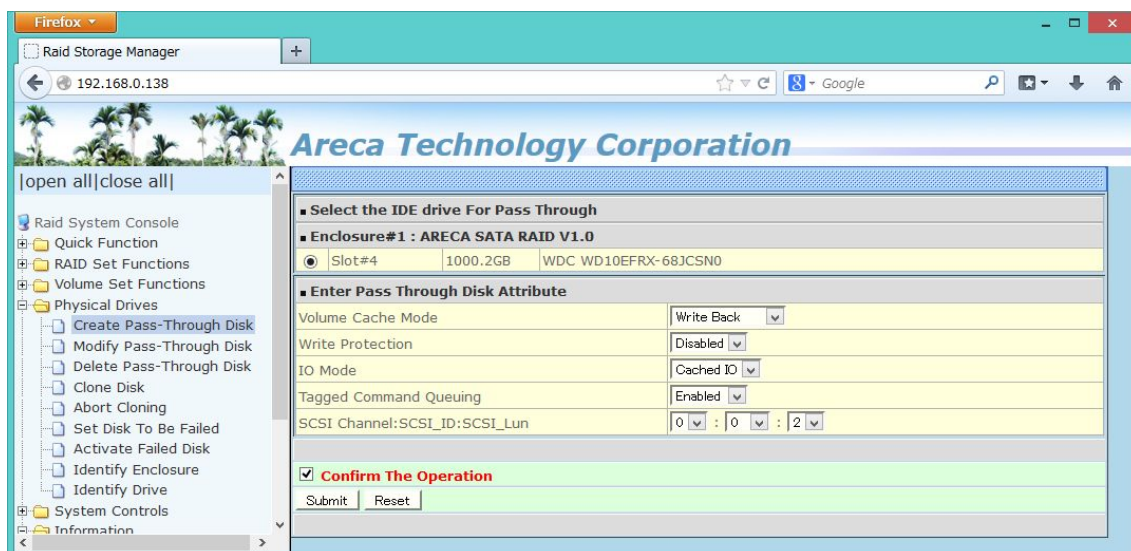 Firefox
Raid Storage Manager
192.168.0.138
8 Google
Areca Technology Corporation
|open all|close all|
Raid System Console
Quick Function
RAID Set Functions
Volume Set Functions
Physical Drives
Create Pass-Through Disk
Modify Pass-Through Disk
Delete Pass-Through Disk
Clone Disk
Abort Cloning
Set Disk To Be Failed
Activate Failed Disk
Identify Enclosure
Identify Drive
System Controls
Information
Select the IDE drive For Pass Through
Enclosure#1 : ARECA SATA RAID V1.0
Slot#4 1000.2GB WDC WD10EFRX-68JCSN0
Enter Pass Through Disk Attribute
Volume Cache Mode Write Back
Write Protection Disabled
IO Mode Cached IO
Tagged Command Queuing Enabled
SCSI Channel:SCSI_ID:SCSI_Lun 0 : 0 : 2
Confirm The Operation
Submit Reset